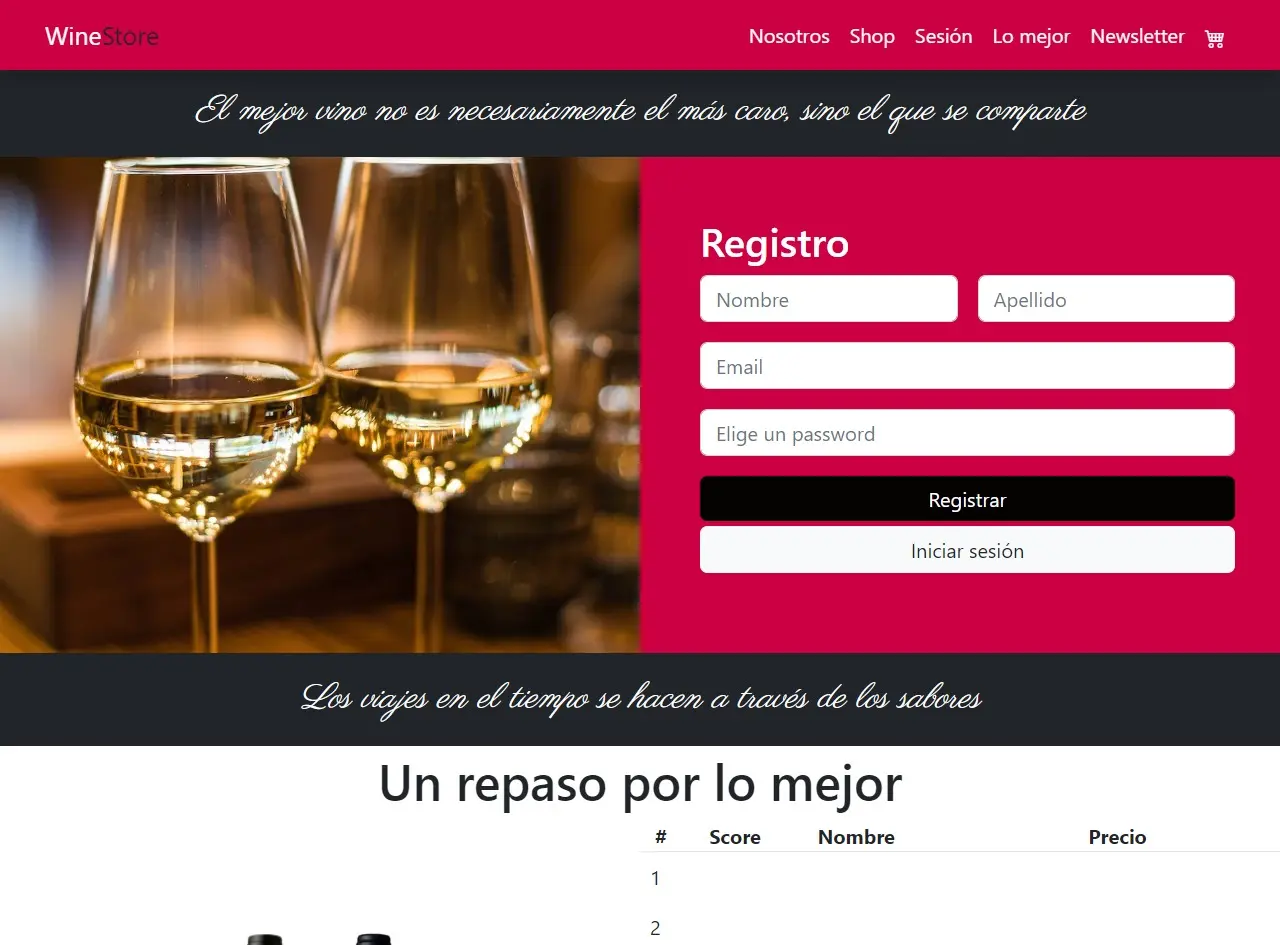 WineStore
Nosotros Shop Sesión Lo mejor Newsletter
El mejor vino no es necesariamente el más caro, sino el que se comparte
Registro
Nombre Apellido
Email
Elige un password
Registrar
Iniciar sesión
Los viajes en el tiempo se hacen a través de los sabores
Un repaso por lo mejor
# Score Nombre Precio
1
2